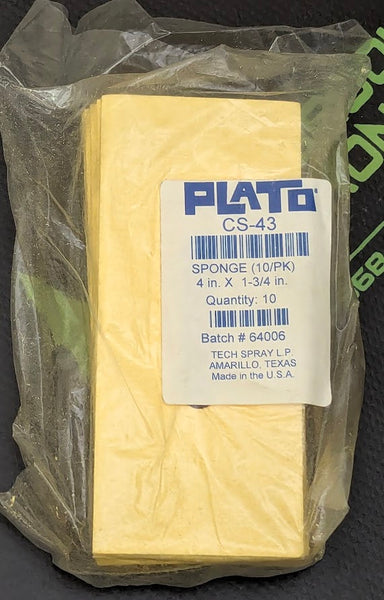 PLATO
CS-43
SPONGE (10/PK)
4 in. X 1-3/4 in.
Quantity: 10
Batch # 64006
TECH SPRAY L.P.
AMARILLO, TEXAS
Made in the U.S.A.